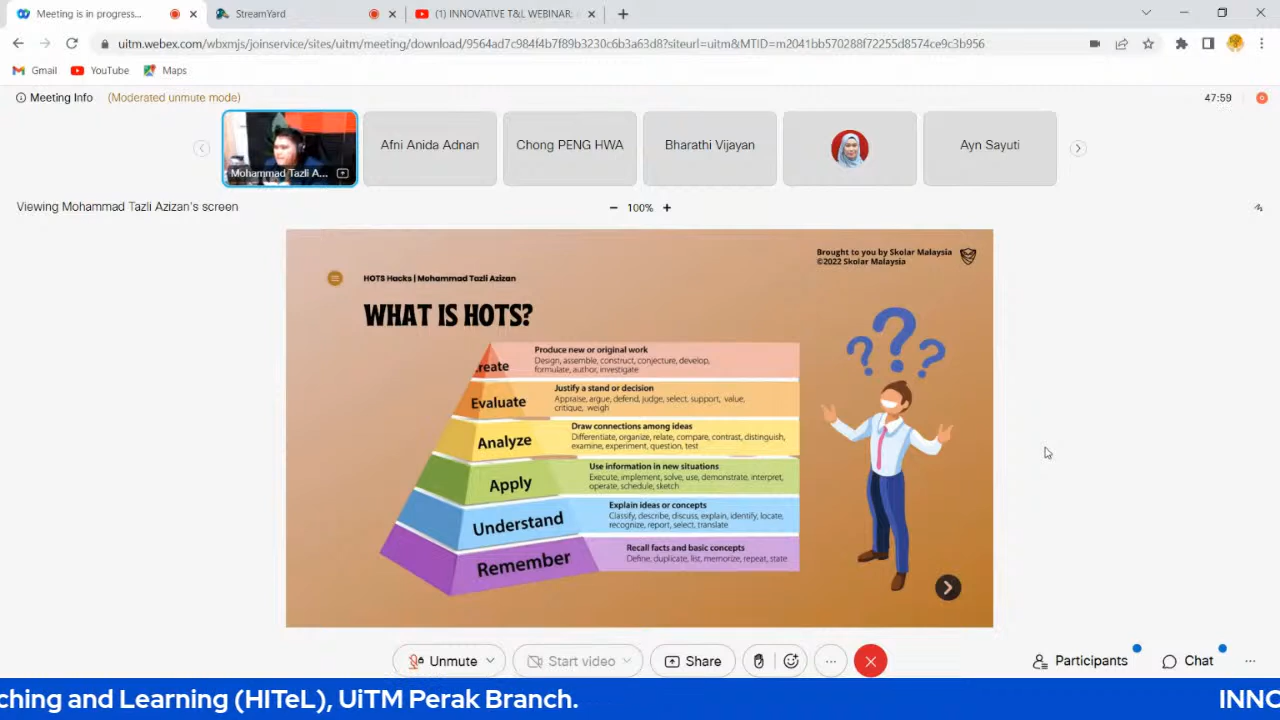 Meeting is in progress...
StreamYard
(1) INNOVATIVE T&L WEBINAR:
uitm.webex.com/wbxmjs/joinservice/sites/uitm/meeting/download/9564ad7c984f4b7f89b3230c6b3a63d8?siteurl=uitm&MTID=m2041bb570288f72255d8574ce9c3b956
Gmail YouTube Maps
Meeting Info (Moderated unmute mode) 47:59
Mohammad Tazli A...
Afni Anida Adnan
Chong PENG HWA
Bharathi Vijayan
Ayn Sayuti
Viewing Mohammad Tazli Azizan's screen
100%
Brought to you by Skolar Malaysia
©2022 Skolar Malaysia
HOTS Hacks | Mohammad Tazli Azizan
WHAT IS HOTS?
reate
Produce new or original work
Design, assemble, construct, conjecture, develop,
formulate, author, investigate
Evaluate
Justify a stand or decision
Appraise, argue, defend, judge, select, support, value,
critique, weigh
Analyze
Draw connections among ideas
Differentiate, organize, relate, compare, contrast, distinguish,
examine, experiment, question, test
Apply
Use information in new situations
Execute, implement, solve, use, demonstrate, interpret,
operate, schedule, sketch
Understand
Explain ideas or concepts
Classify, describe, discuss, explain, identify, locate,
recognize, report, select, translate
Remember
Recall facts and basic concepts
Define, duplicate, list, memorize, repeat, state
???
Unmute
Start video
Share
Participants
Chat
ching and Learning (HITeL), UiTM Perak Branch. INNO